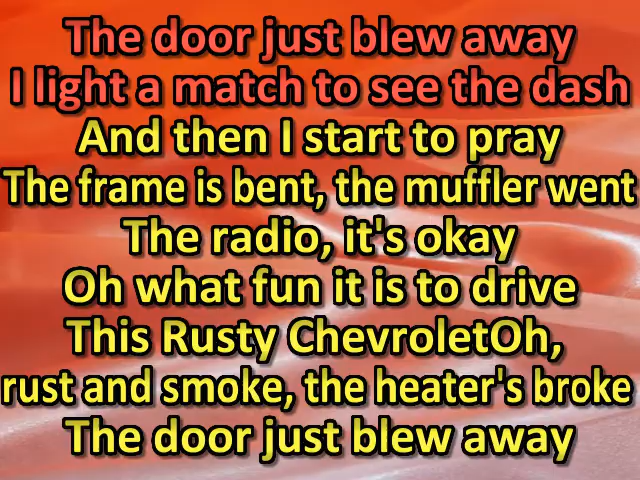 The door just blew away
I light a match to see the dash
And then I start to pray
The frame is bent, the muffler went
The radio, it's okay
Oh what fun it is to drive
This Rusty ChevroletOh,
rust and smoke, the heater's broke
The door just blew away